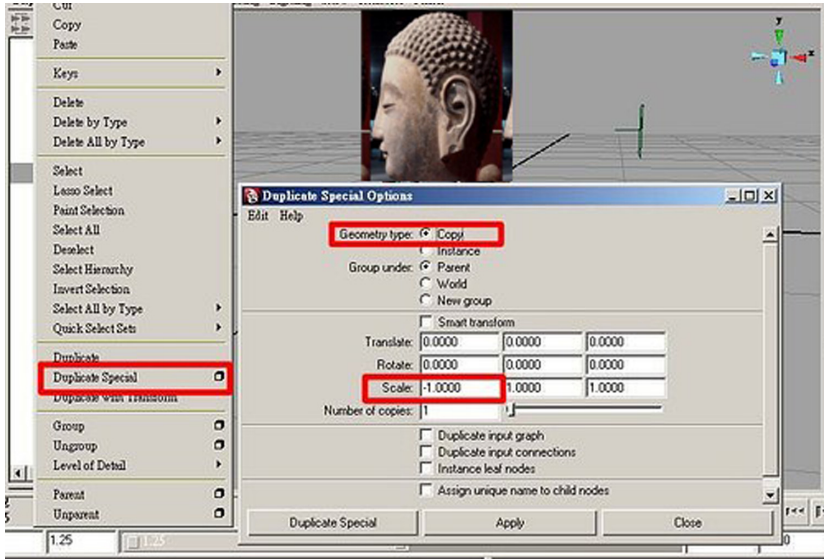 Cut
Copy
Paste
Keys
Delete
Delete by Type
Delete All by Type
Select
Lasso Select
Paint Selection
Select All
Deselect
Select Hierarchy
Invert Selection
Select All by Type
Quick Select Sets
Duplicate
Duplicate Special
Duplicate with Transform
Group
Ungroup
Level of Detail
Parent
Unparent
y
z
Duplicate Special Options
Edit Help
Geometry type: Copy
Instance
Group under: Parent
World
New group
Smart transform
Translate: 0.0000 0.0000 0.0000
Rotate: 0.0000 0.0000 0.0000
Scale: -1.0000 1.0000 1.0000
Number of copies: 1
Duplicate input graph
Duplicate input connections
Instance leaf nodes
Assign unique name to child nodes
Duplicate Special Apply Close
1.25 1.25